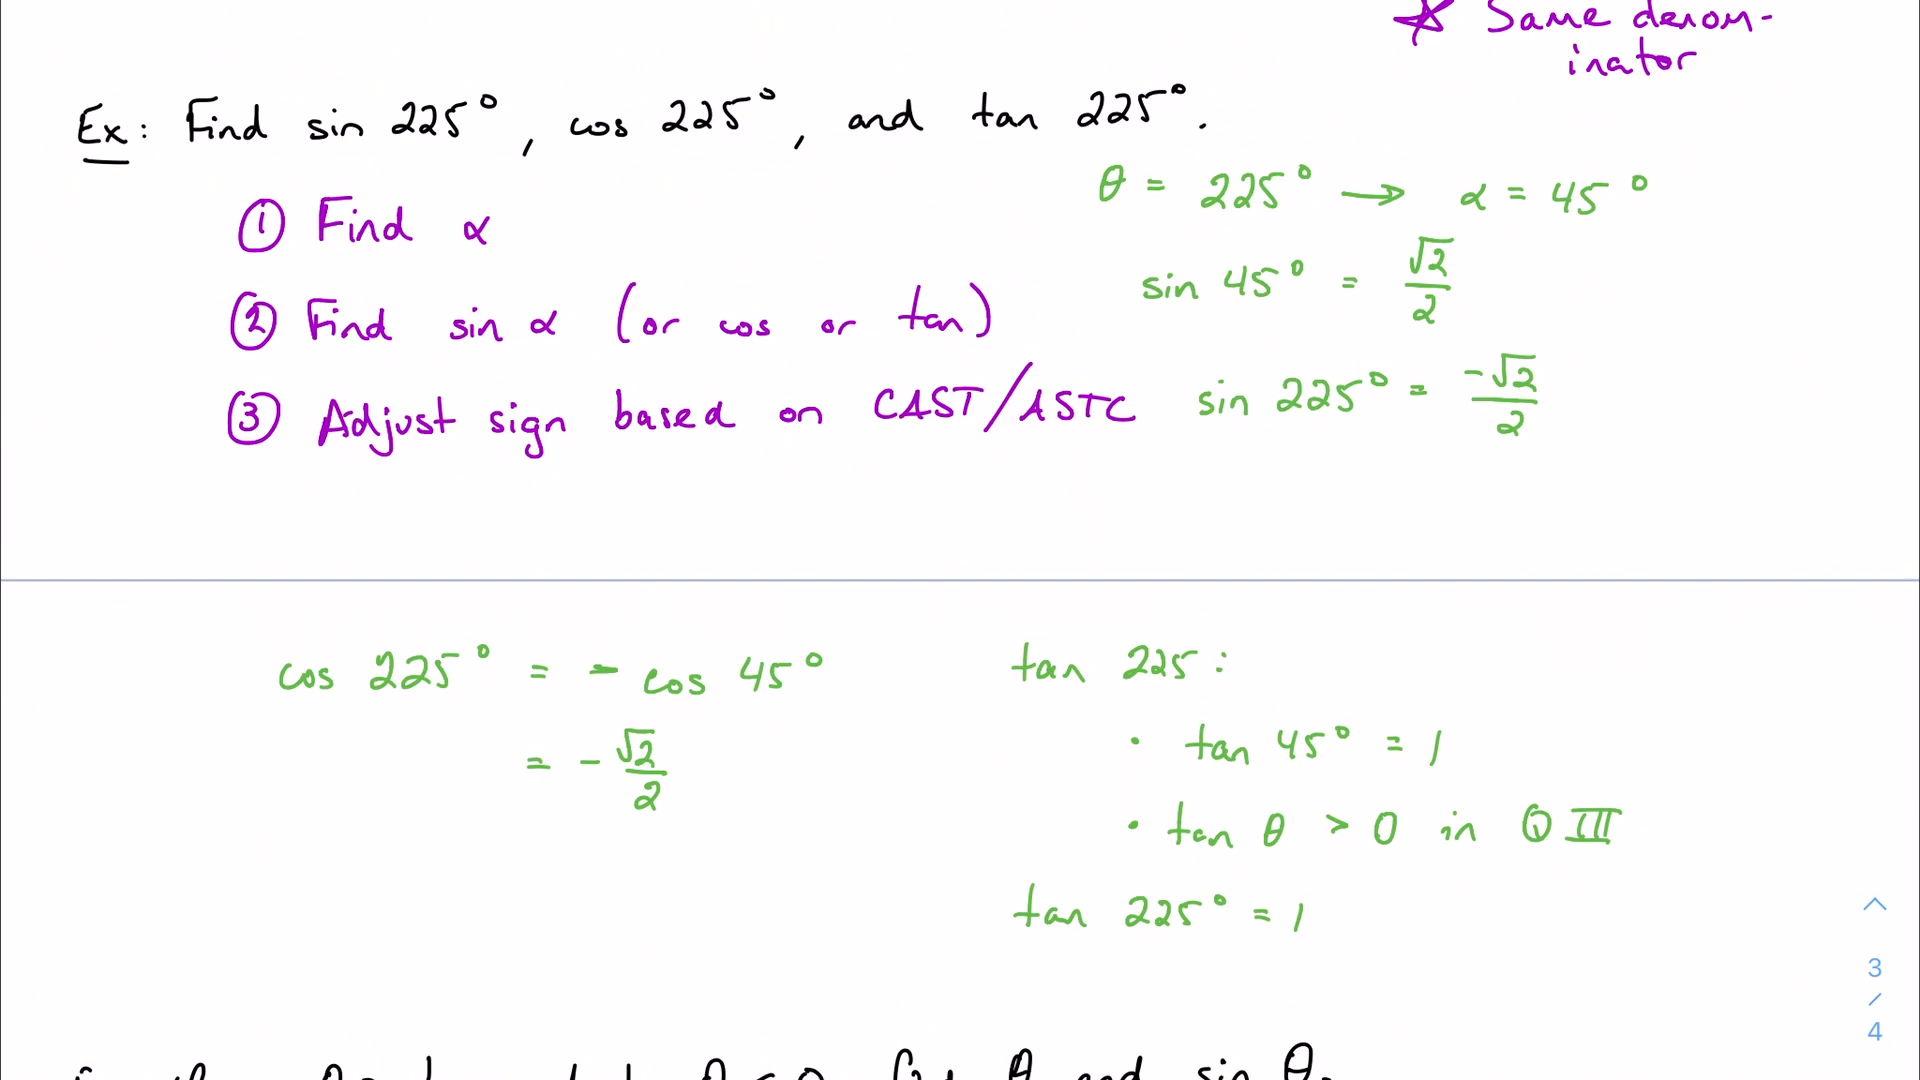 ☆ Same denom-
inator
Ex: Find sin 225°, cos 225°, and tan 225°.
θ = 225° → α = 45°
① Find α
sin 45° = √2/2
② Find sin α (or cos or tan)
③ Adjust sign based on CAST/ASTC
sin 225° = -√2/2
cos 225° = - cos 45°
= - √2/2
tan 225:
• tan 45° = 1
• tan θ > 0 in QIII
tan 225° = 1
3
/
4
and sin θ